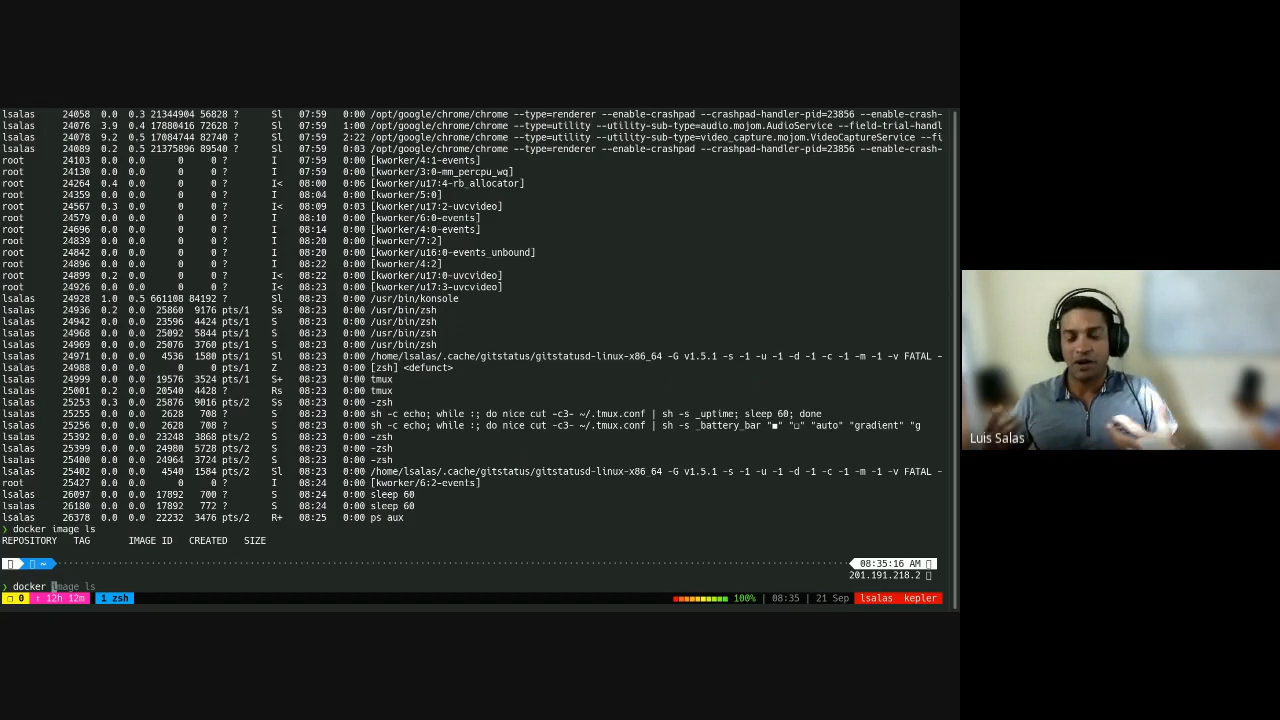 lsalas 24058 0.0 0.3 21344904 56828 ? Sl 07:59 0:00 /opt/google/chrome/chrome --type=renderer --enable-crashpad --crashpad-handler-pid=23856 --enable-crash-
lsalas 24076 3.9 0.4 17880416 72628 ? Sl 07:59 1:00 /opt/google/chrome/chrome --type=utility --utility-sub-type=audio.mojom.AudioService --field-trial-handl
lsalas 24078 9.2 0.5 17084744 82740 ? Sl 07:59 2:22 /opt/google/chrome/chrome --type=utility --utility-sub-type=video_capture.mojom.VideoCaptureService --fi
lsalas 24089 0.2 0.5 21375896 89540 ? Sl 07:59 0:03 /opt/google/chrome/chrome --type=renderer --enable-crashpad --crashpad-handler-pid=23856 --enable-crash-
root 24103 0.0 0.0 0 0 ? I 07:59 0:00 [kworker/4:1-events]
root 24130 0.0 0.0 0 0 ? I 07:59 0:00 [kworker/3:0-mm_percpu_wq]
root 24264 0.4 0.0 0 0 ? I< 08:00 0:06 [kworker/u17:4-rb_allocator]
root 24359 0.0 0.0 0 0 ? I 08:04 0:00 [kworker/5:0]
root 24567 0.3 0.0 0 0 ? I< 08:09 0:03 [kworker/u17:2-uvcvideo]
root 24579 0.0 0.0 0 0 ? I 08:10 0:00 [kworker/6:0-events]
root 24696 0.0 0.0 0 0 ? I 08:14 0:00 [kworker/4:0-events]
root 24839 0.0 0.0 0 0 ? I 08:20 0:00 [kworker/7:2]
root 24842 0.0 0.0 0 0 ? I 08:20 0:00 [kworker/u16:0-events_unbound]
root 24896 0.0 0.0 0 0 ? I 08:22 0:00 [kworker/4:2]
root 24899 0.2 0.0 0 0 ? I< 08:22 0:00 [kworker/u17:0-uvcvideo]
root 24926 0.0 0.0 0 0 ? I< 08:23 0:00 [kworker/u17:3-uvcvideo]
lsalas 24928 1.0 0.5 661108 84192 ? Sl 08:23 0:00 /usr/bin/konsole
lsalas 24936 0.2 0.0 25860 9176 pts/1 Ss 08:23 0:00 /usr/bin/zsh
lsalas 24942 0.0 0.0 23596 4424 pts/1 S 08:23 0:00 /usr/bin/zsh
lsalas 24968 0.0 0.0 25092 5844 pts/1 S 08:23 0:00 /usr/bin/zsh
lsalas 24969 0.0 0.0 25076 3760 pts/1 S 08:23 0:00 /usr/bin/zsh
lsalas 24971 0.0 0.0 4536 1580 pts/1 Sl 08:23 0:00 /home/lsalas/.cache/gitstatus/gitstatusd-linux-x86_64 -G v1.5.1 -s -1 -u -1 -d -1 -c -1 -m -1 -v FATAL -
lsalas 24988 0.0 0.0 0 0 pts/1 Z 08:23 0:00 [zsh] <defunct>
lsalas 24999 0.0 0.0 19576 3524 pts/1 S+ 08:23 0:00 tmux
lsalas 25001 0.2 0.0 20540 4428 ? Rs 08:23 0:00 tmux
lsalas 25253 0.3 0.0 25876 9016 pts/2 Ss 08:23 0:00 -zsh
lsalas 25255 0.0 0.0 2628 708 ? S 08:23 0:00 sh -c echo; while :; do nice cut -c3- ~/.tmux.conf | sh -s _uptime; sleep 60; done
lsalas 25256 0.0 0.0 2628 708 ? S 08:23 0:00 sh -c echo; while :; do nice cut -c3- ~/.tmux.conf | sh -s _battery_bar "◼" "◻" "auto" "gradient" "g
lsalas 25392 0.0 0.0 23248 3868 pts/2 S 08:23 0:00 -zsh
lsalas 25399 0.0 0.0 24980 5728 pts/2 S 08:23 0:00 -zsh
lsalas 25400 0.0 0.0 24964 3724 pts/2 S 08:23 0:00 -zsh
lsalas 25402 0.0 0.0 4540 1584 pts/2 Sl 08:23 0:00 /home/lsalas/.cache/gitstatus/gitstatusd-linux-x86_64 -G v1.5.1 -s -1 -u -1 -d -1 -c -1 -m -1 -v FATAL -
root 25427 0.0 0.0 0 0 ? I 08:24 0:00 [kworker/6:2-events]
lsalas 26097 0.0 0.0 17892 700 ? S 08:24 0:00 sleep 60
lsalas 26180 0.0 0.0 17892 772 ? S 08:24 0:00 sleep 60
lsalas 26378 0.0 0.0 22232 3476 pts/2 R+ 08:25 0:00 ps aux
❯ docker image ls
REPOSITORY TAG IMAGE ID CREATED SIZE
~ 08:35:16 AM
201.191.218.2
❯ docker image ls
0 ↑ 12h 12m 1 zsh 100% | 08:35 | 21 Sep lsalas kepler
Luis Salas